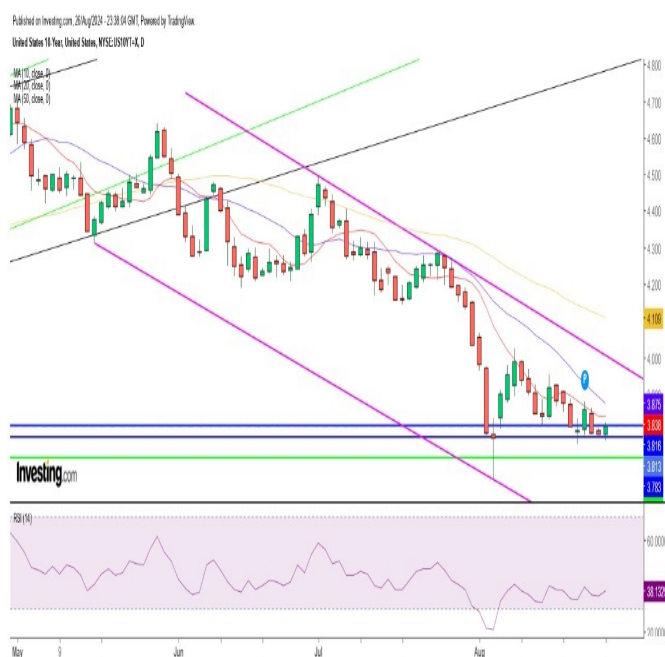 Published on Investing.com, 26/Aug/2024 - 23:38:04 GMT, Powered by TradingView.
United States 10-Year, United States, NYSE:US10YT=X, D
MA (10, close, 0)
MA (20, close, 0)
MA (50, close, 0)
4.800
4.700
4.600
4.500
4.400
4.300
4.200
4.109
4.000
3.875
3.838
3.816
3.813
3.783
P
Investing.com
RSI (14)
60.0000
38.1329
20.0000
May
9
Jun
Jul
Aug